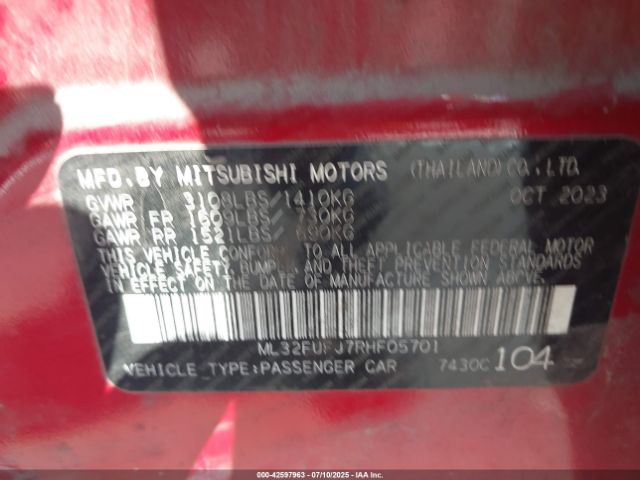 MFD.BY MITSUBISHI MOTORS (THAILAND)CO.,LTD.
GVWR 3108LBS/1410KG OCT 2023
GAWR FR 1609LBS/730KG
GAWR RR 1521LBS/690KG
THIS VEHICLE CONFORMS TO ALL APPLICABLE FEDERAL MOTOR
VEHICLE SAFETY, BUMPER, AND THEFT PREVENTION STANDARDS
IN EFFECT ON THE DATE OF MANUFACTURE SHOWN ABOVE.
ML32FUFJ7RHF05701
VEHICLE TYPE:PASSENGER CAR 7430C 104
000-42597963 - 07/10/2025 - IAAI.COM